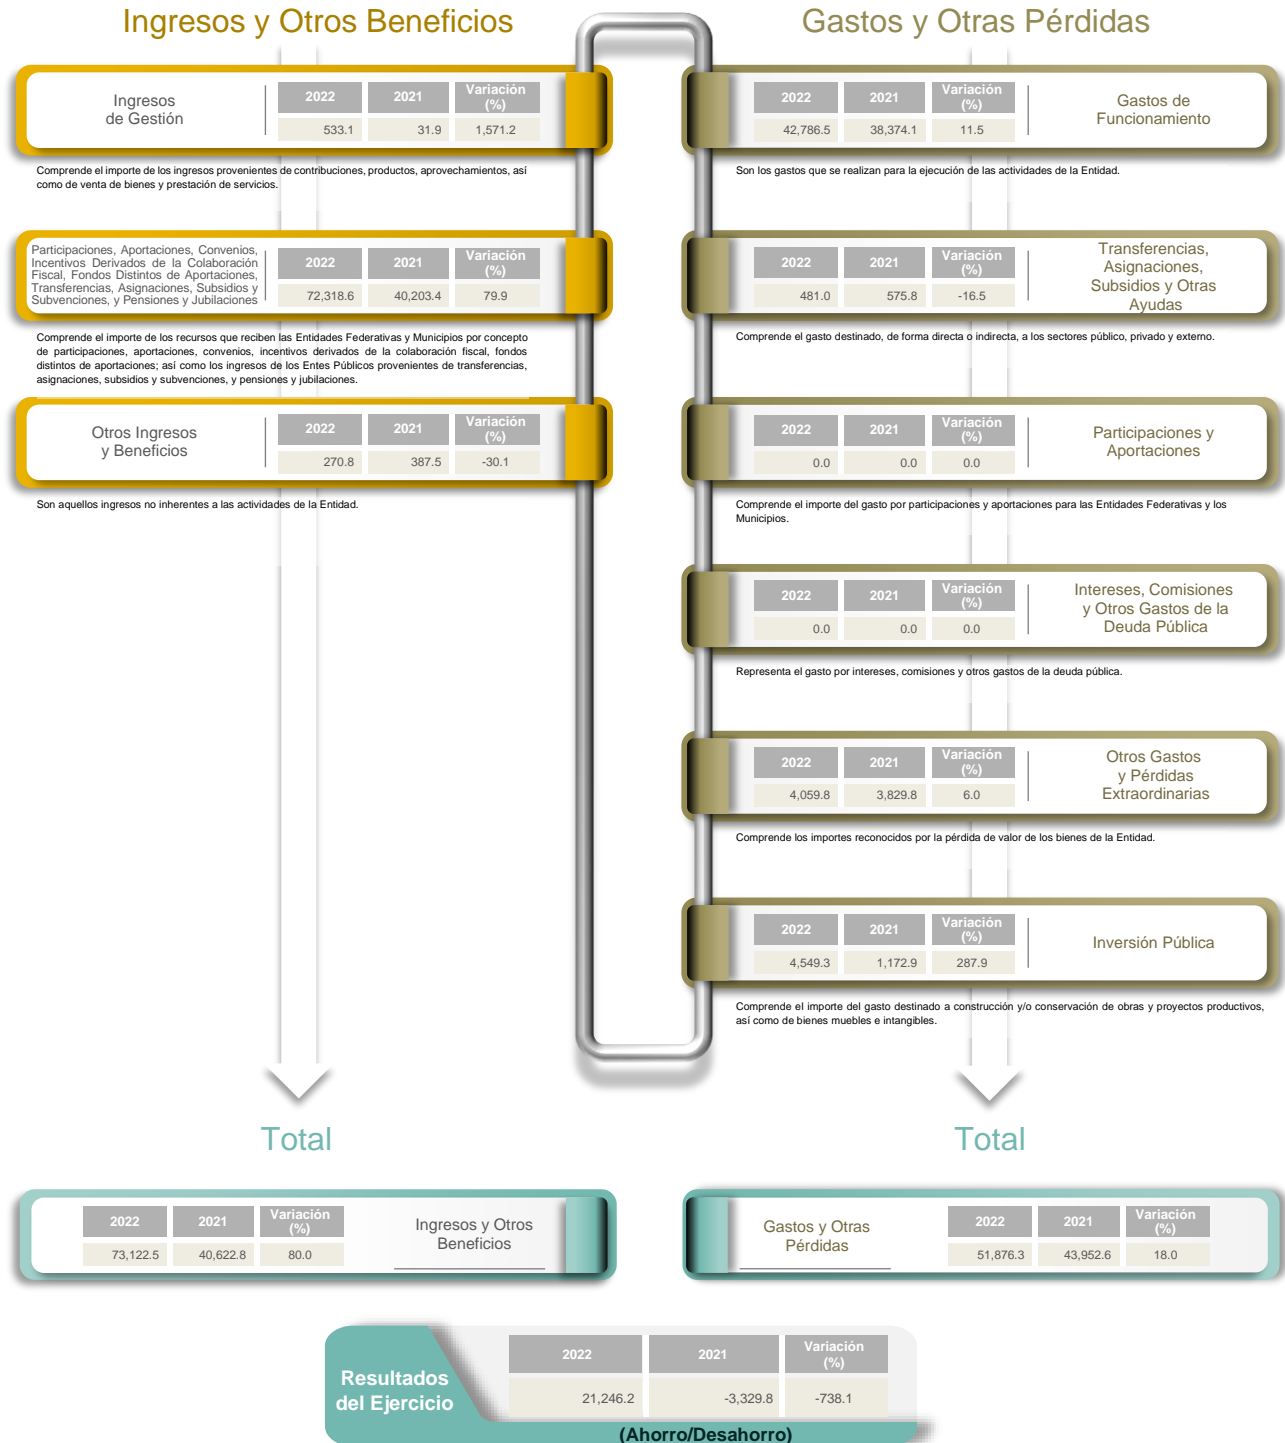 Ingresos y Otros Beneficios
Ingresos
de Gestión
2022 2021 Variación (%)
533.1 31.9 1,571.2
Comprende el importe de los ingresos provenientes de contribuciones, productos, aprovechamientos, así
como de venta de bienes y prestación de servicios.
Participaciones, Aportaciones, Convenios,
Incentivos Derivados de la Colaboración
Fiscal, Fondos Distintos de Aportaciones,
Transferencias, Asignaciones, Subsidios y
Subvenciones, y Pensiones y Jubilaciones
2022 2021 Variación (%)
72,318.6 40,203.4 79.9
Comprende el importe de los recursos que reciben las Entidades Federativas y Municipios por concepto
de participaciones, aportaciones, convenios, incentivos derivados de la colaboración fiscal, fondos
distintos de aportaciones; así como los ingresos de los Entes Públicos provenientes de transferencias,
asignaciones, subsidios y subvenciones, y pensiones y jubilaciones.
Otros Ingresos
y Beneficios
2022 2021 Variación (%)
270.8 387.5 -30.1
Son aquellos ingresos no inherentes a las actividades de la Entidad.
Gastos y Otras Pérdidas
2022 2021 Variación (%)
42,786.5 38,374.1 11.5
Gastos de
Funcionamiento
Son los gastos que se realizan para la ejecución de las actividades de la Entidad.
2022 2021 Variación (%)
481.0 575.8 -16.5
Transferencias,
Asignaciones,
Subsidios y Otras
Ayudas
Comprende el gasto destinado, de forma directa o indirecta, a los sectores público, privado y externo.
2022 2021 Variación (%)
0.0 0.0 0.0
Participaciones y
Aportaciones
Comprende el importe del gasto por participaciones y aportaciones para las Entidades Federativas y los
Municipios.
2022 2021 Variación (%)
0.0 0.0 0.0
Intereses, Comisiones
y Otros Gastos de la
Deuda Pública
Representa el gasto por intereses, comisiones y otros gastos de la deuda pública.
2022 2021 Variación (%)
4,059.8 3,829.8 6.0
Otros Gastos
y Pérdidas
Extraordinarias
Comprende los importes reconocidos por la pérdida de valor de los bienes de la Entidad.
2022 2021 Variación (%)
4,549.3 1,172.9 287.9
Inversión Pública
Comprende el importe del gasto destinado a construcción y/o conservación de obras y proyectos productivos,
así como de bienes muebles e intangibles.
Total
2022 2021 Variación (%)
73,122.5 40,622.8 80.0
Ingresos y Otros
Beneficios
Total
Gastos y Otras
Pérdidas
2022 2021 Variación (%)
51,876.3 43,952.6 18.0
Resultados
del Ejercicio
2022 2021 Variación (%)
21,246.2 -3,329.8 -738.1
(Ahorro/Desahorro)